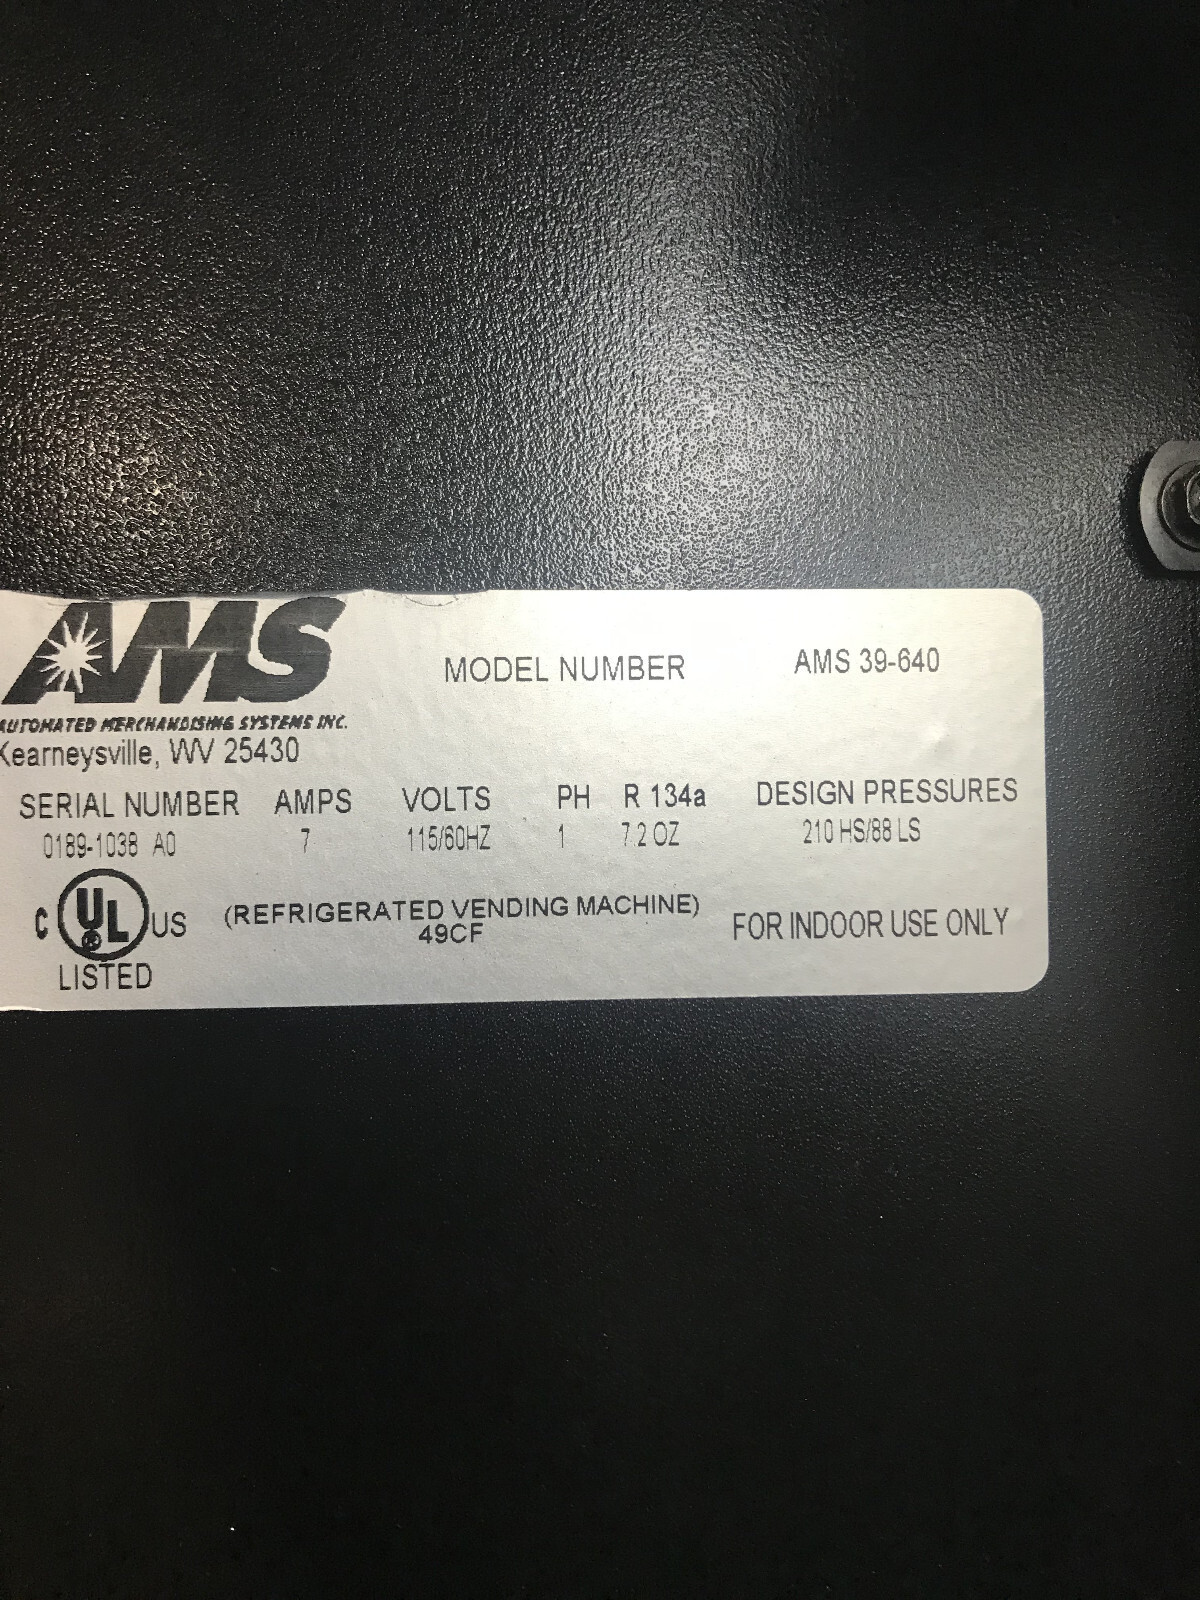 AMS
AUTOMATED MERCHANDISING SYSTEMS INC.
Kearneysville, WV 25430
MODEL NUMBER AMS 39-640
SERIAL NUMBER AMPS VOLTS PH R 134a DESIGN PRESSURES
0189-1038 A0 7 115/60HZ 1 7.2 OZ 210 HS/88 LS
C UL ® US
LISTED
(REFRIGERATED VENDING MACHINE)
49CF
FOR INDOOR USE ONLY